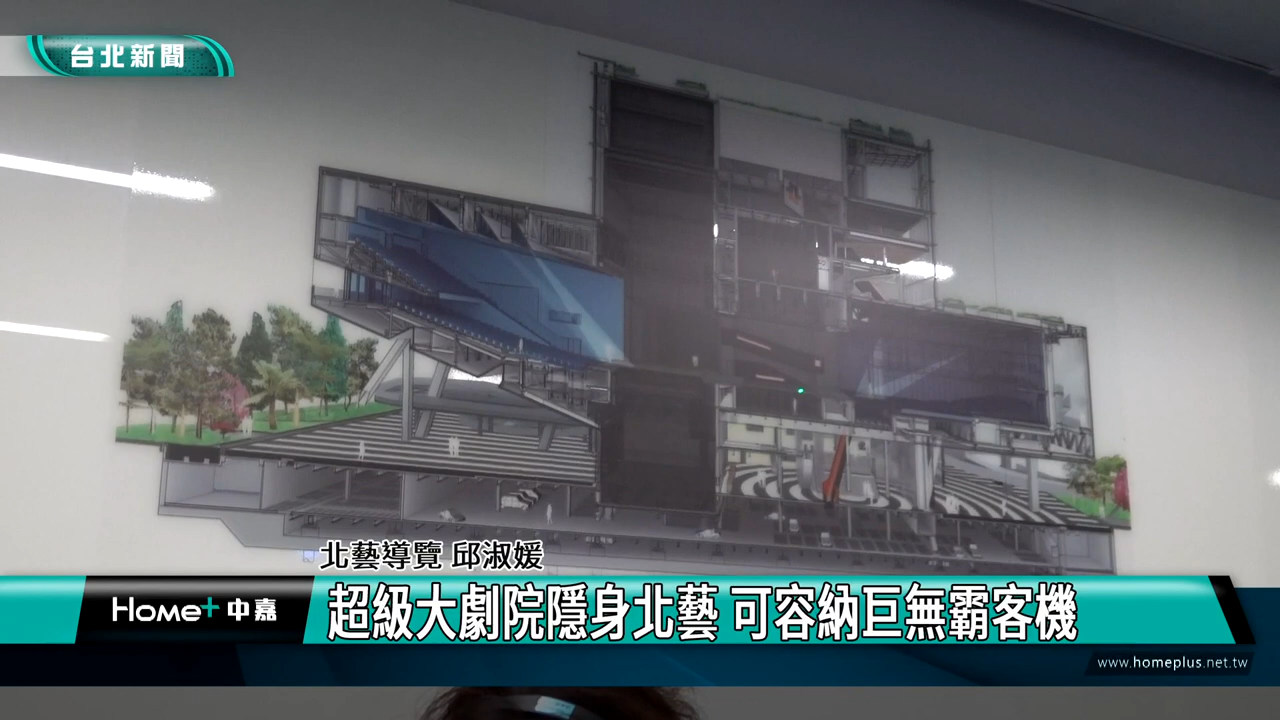 台北新聞
北藝導覽 邱淑媛
Home+中嘉
超級大劇院隱身北藝 可容納巨無霸客機
www.homeplus.net.tw